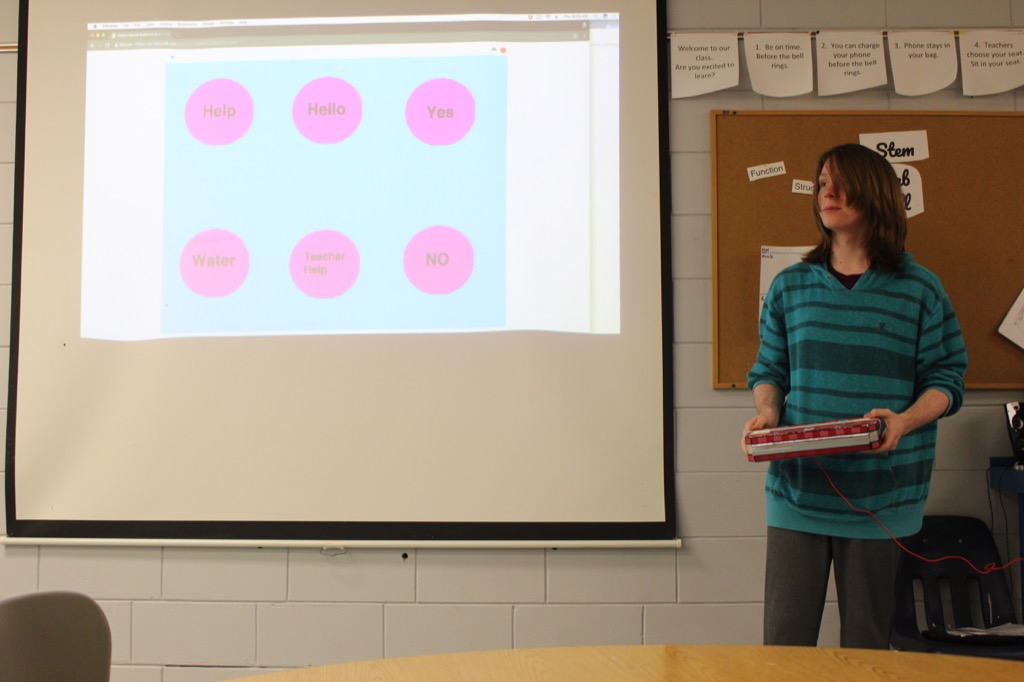 Help
Hello
Yes
Water
Teacher
Help
NO
Welcome to our
class.
Are you excited to
learn?
1. Be on time.
Before the bell
rings.
2. You can charge
your phone
before the bell
rings.
3. Phone stays in
your bag.
4. Teachers
choose your seat.
Sit in your seat.
Stem
Function